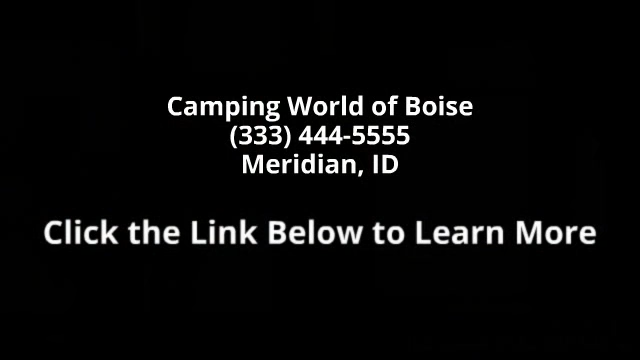 Camping World of Boise
(333) 444-5555
Meridian, ID
Click the Link Below to Learn More